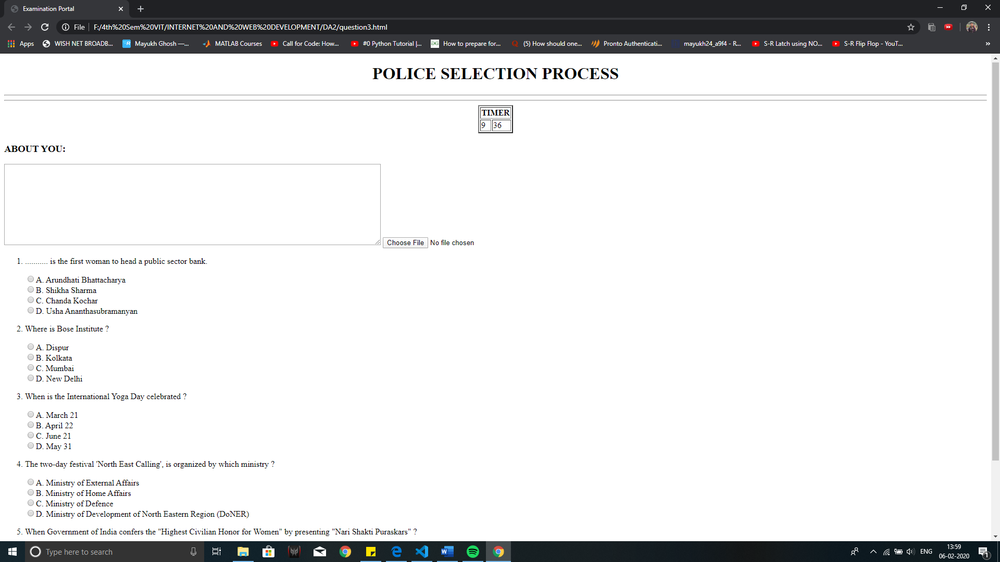 Examination Portal
File F:/4th%20Sem%20VIT/INTERNET%20AND%20WEB%20DEVELOPMENT/DA2/question3.html
Apps WISH NET BROADB... Mayukh Ghosh —... MATLAB Courses Call for Code: How... #0 Python Tutorial |... How to prepare for... (5) How should one... Pronto Authenticati... mayukh24_a9f4 - R... S-R Latch using NO... S-R Flip Flop - YouT... »
POLICE SELECTION PROCESS
TIMER
9 36
ABOUT YOU:
Choose File No file chosen
1. ........... is the first woman to head a public sector bank.
A. Arundhati Bhattacharya
B. Shikha Sharma
C. Chanda Kochar
D. Usha Ananthasubramanyan
2. Where is Bose Institute ?
A. Dispur
B. Kolkata
C. Mumbai
D. New Delhi
3. When is the International Yoga Day celebrated ?
A. March 21
B. April 22
C. June 21
D. May 31
4. The two-day festival 'North East Calling', is organized by which ministry ?
A. Ministry of External Affairs
B. Ministry of Home Affairs
C. Ministry of Defence
D. Ministry of Development of North Eastern Region (DoNER)
5. When Government of India confers the "Highest Civilian Honor for Women" by presenting "Nari Shakti Puraskars" ?
Type here to search
ENG
13:59
06-02-2020
1